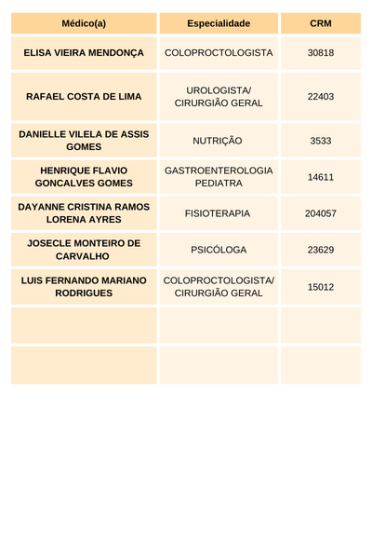 Médico(a) Especialidade CRM
ELISA VIEIRA MENDONÇA COLOPROCTOLOGISTA 30818
RAFAEL COSTA DE LIMA UROLOGISTA/ CIRURGIÃO GERAL 22403
DANIELLE VILELA DE ASSIS GOMES NUTRIÇÃO 3533
HENRIQUE FLAVIO GONCALVES GOMES GASTROENTEROLOGIA PEDIATRA 14611
DAYANNE CRISTINA RAMOS LORENA AYRES FISIOTERAPIA 204057
JOSECLE MONTEIRO DE CARVALHO PSICÓLOGA 23629
LUIS FERNANDO MARIANO RODRIGUES COLOPROCTOLOGISTA/ CIRURGIÃO GERAL 15012